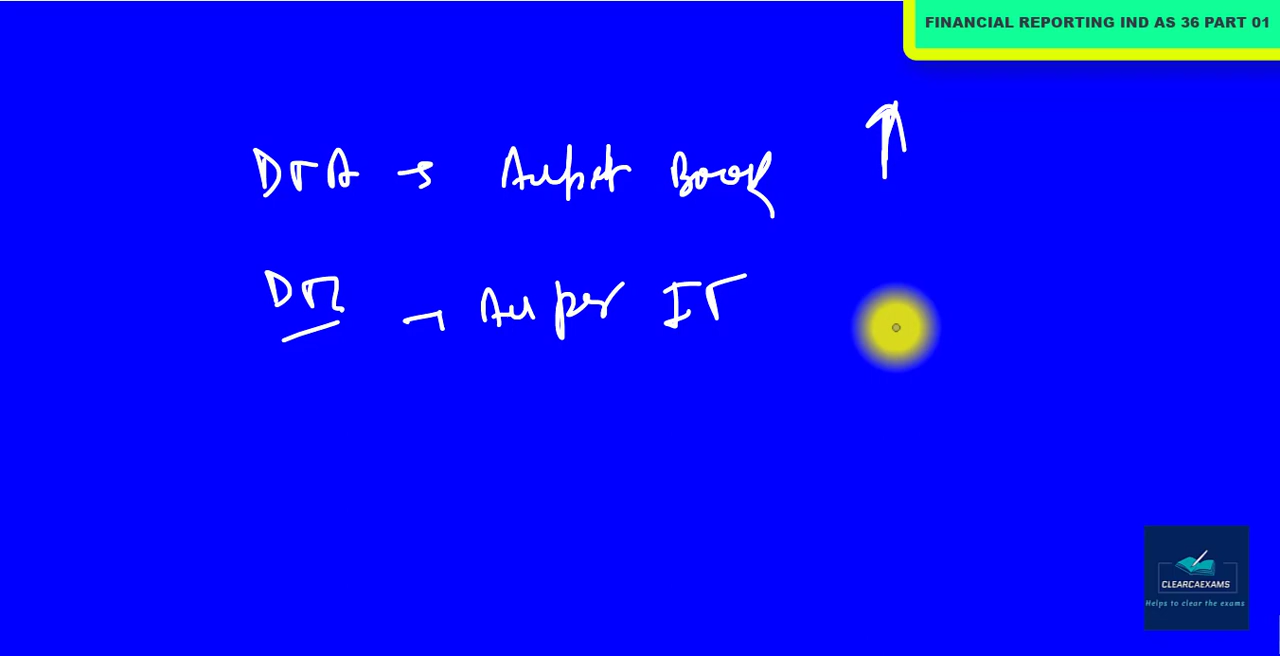 FINANCIAL REPORTING IND AS 36 PART 01
DTA → As per Book ↑
DTL → As per IT
CLEARCAEXAMS
Helps to clear the exams